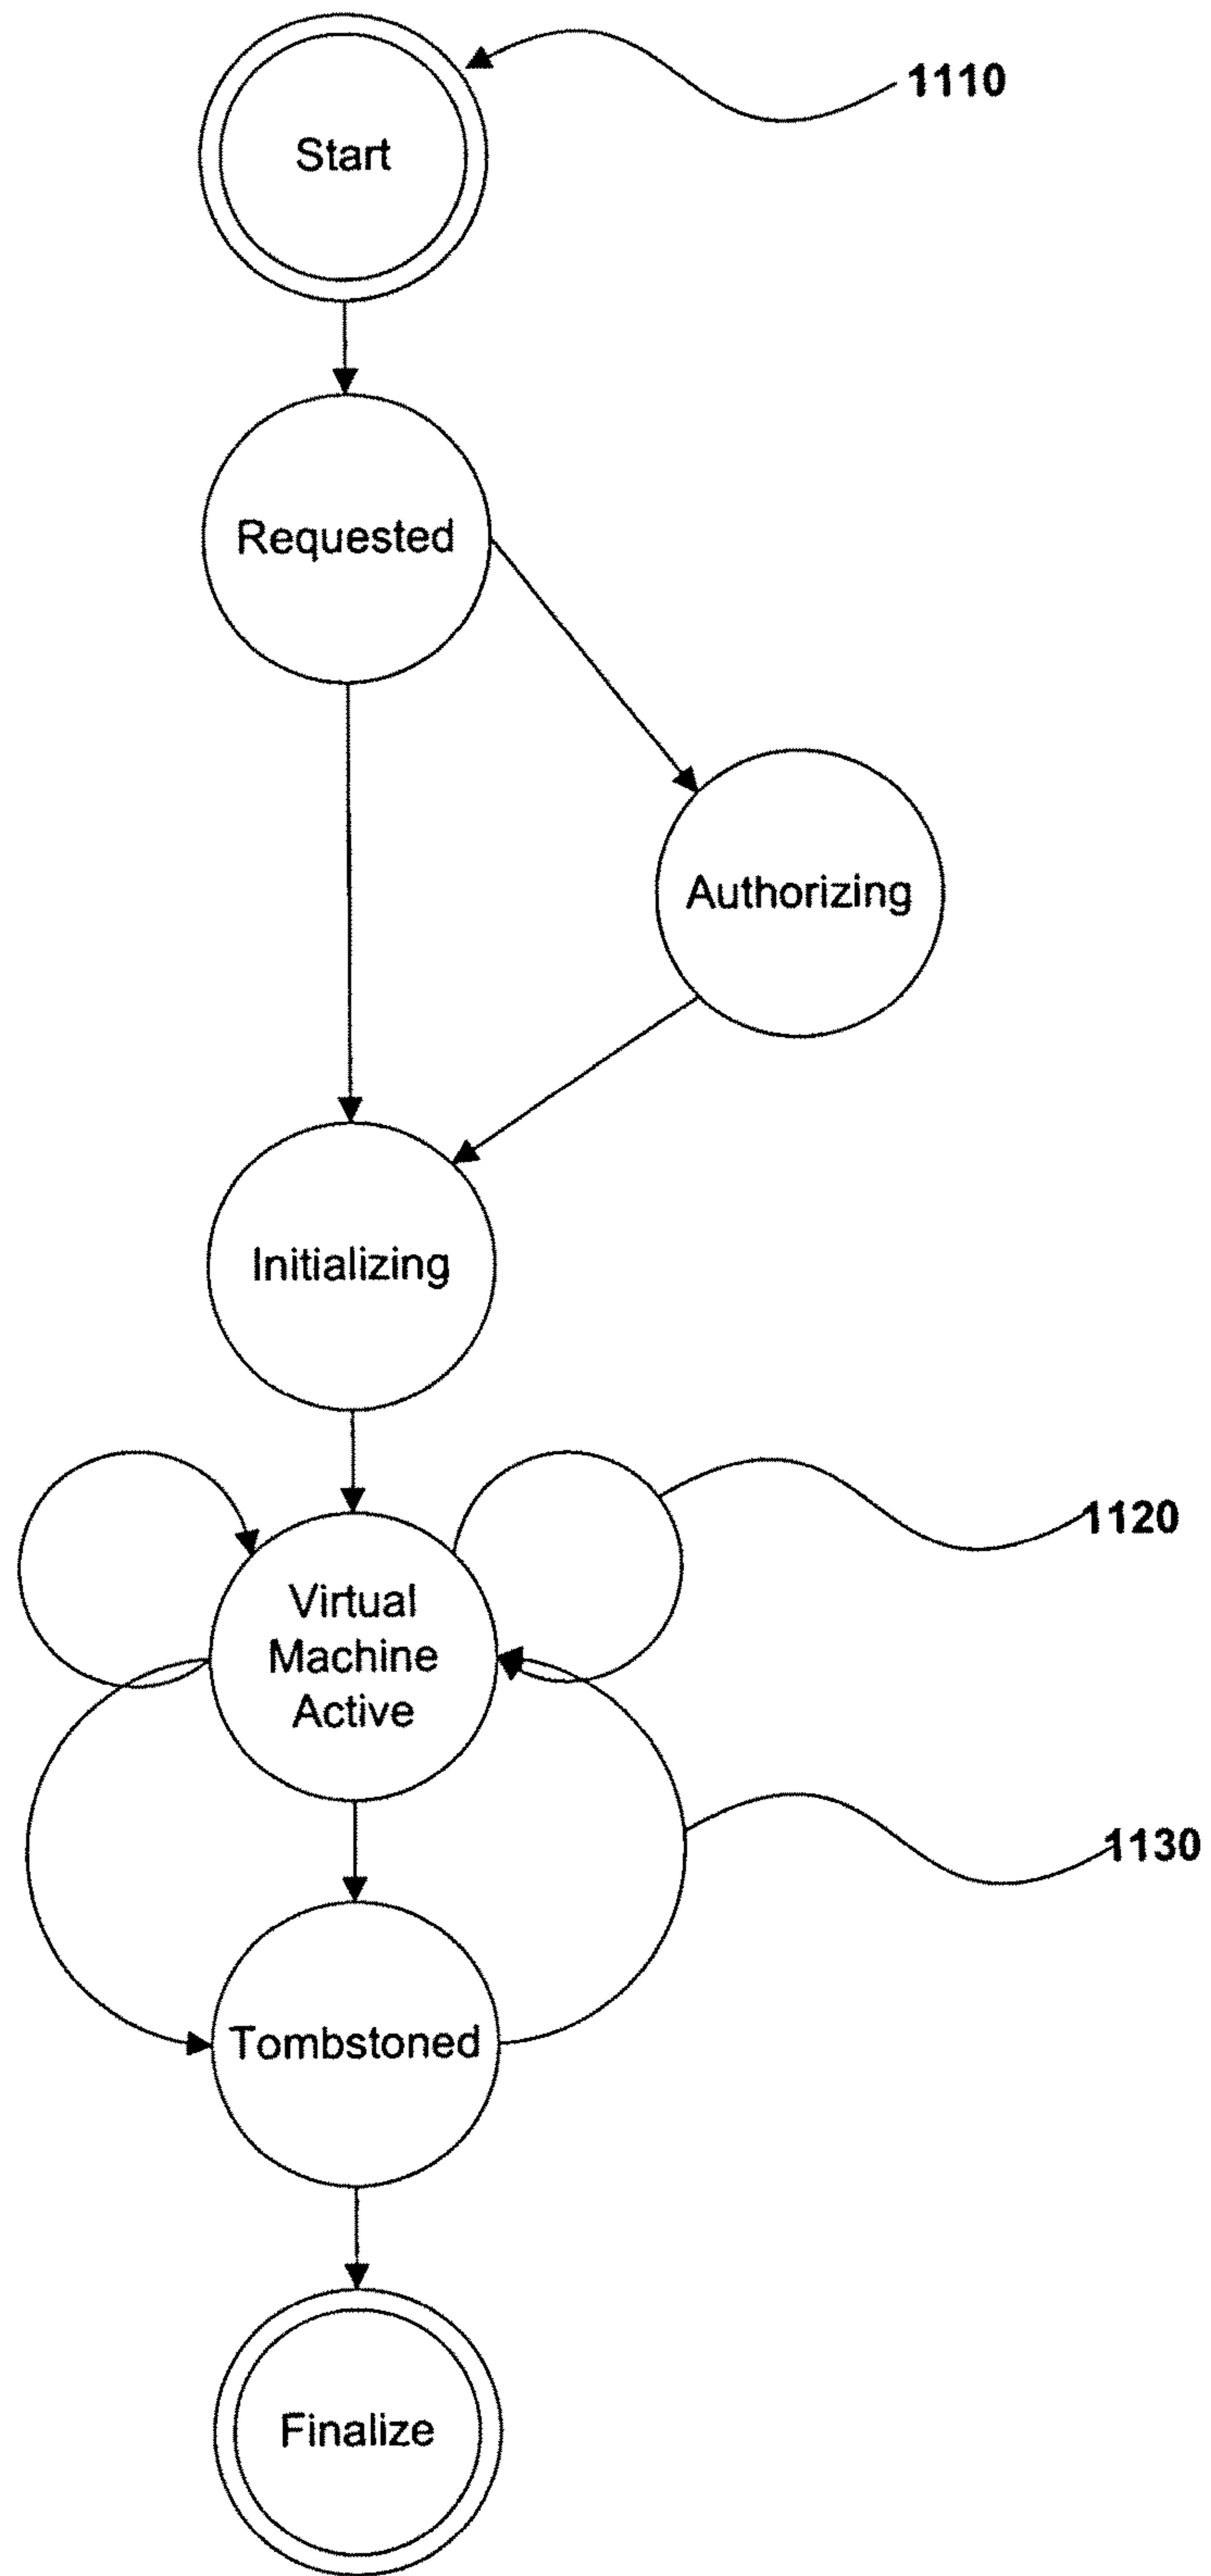 1110
Start
Requested
Authorizing
Initializing
1120
Virtual
Machine
Active
1130
Tombstoned
Finalize